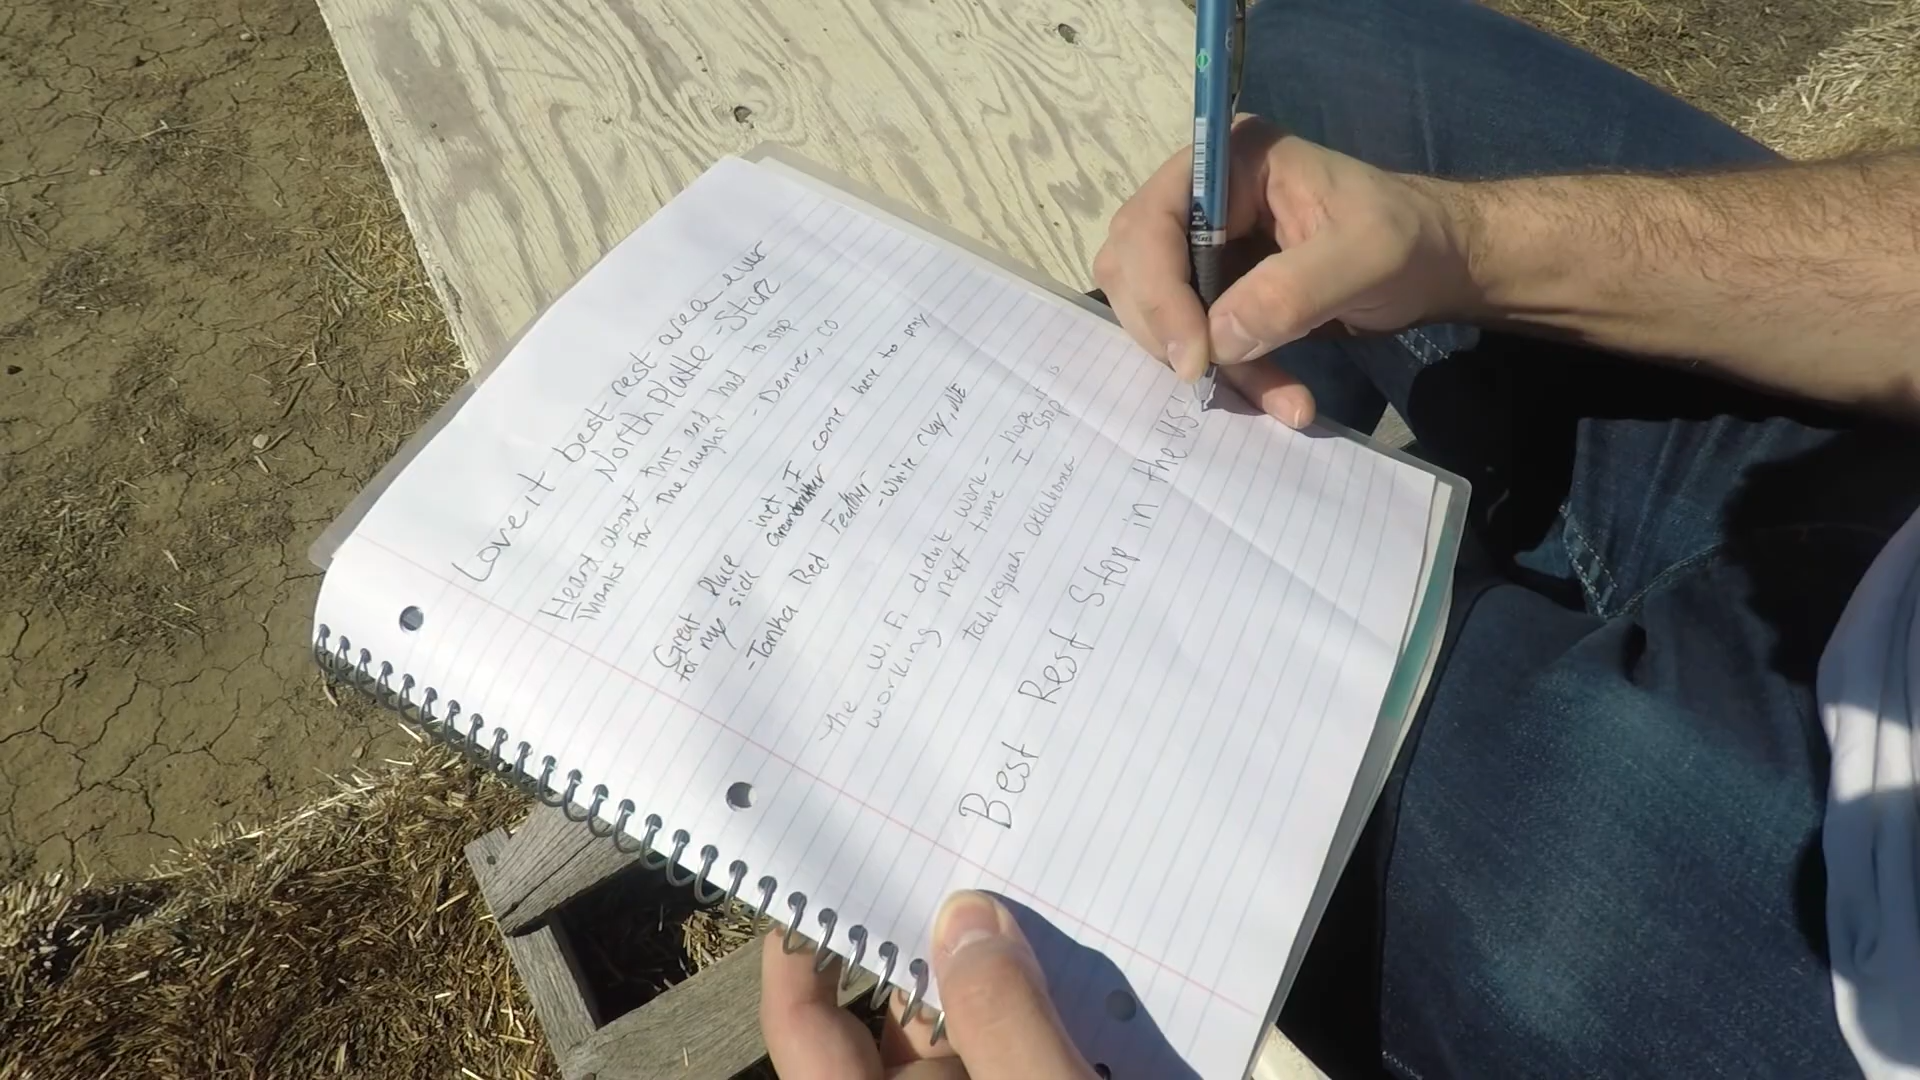 Love it best rest area ever
North Platte - Star
Heard about this and had to stop
Thanks for the laughs, - Denver, CO
Great place inet I come here to pray
for my sick Grandmother
- Tanka Red Feather
- White Clay, NE
The Wi.Fi. didn't work - hope it is
working next time I stop
tahlequah oklahoma
Best Rest Stop in the US!